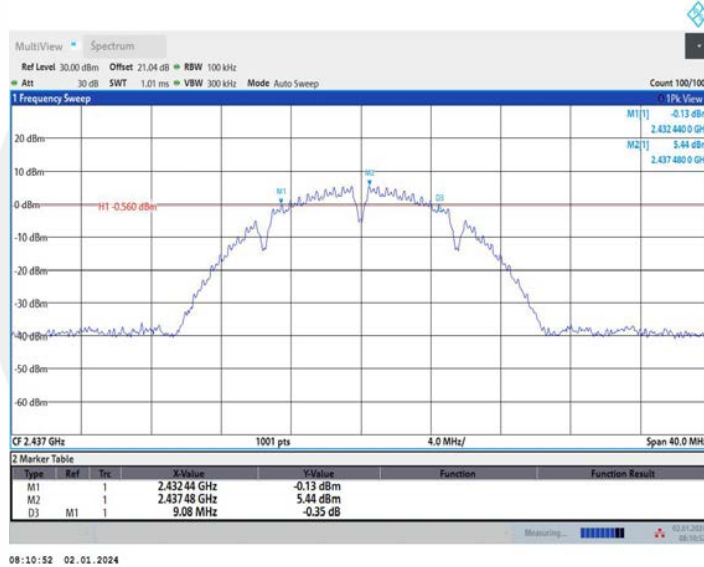 MultiView Spectrum
Ref Level 30.00 dBm Offset 21.04 dB RBW 100 kHz
Att 30 dB SWT 1.01 ms VBW 300 kHz Mode Auto Sweep Count 100/100
1 Frequency Sweep 1Pk View
M1[1] -0.13 dBm
2.432 440 0 GH
M2[1] 5.44 dBm
2.437 480 0 GH
20 dBm
10 dBm
M2
M1
D3
0 dBm
H1 -0.560 dBm
-10 dBm
-20 dBm
-30 dBm
-40 dBm
-50 dBm
-60 dBm
CF 2.437 GHz 1001 pts 4.0 MHz/ Span 40.0 MHz
2 Marker Table
Type Ref Trc X-Value Y-Value Function Function Result
M1 1 2.432 44 GHz -0.13 dBm
M2 1 2.437 48 GHz 5.44 dBm
D3 M1 1 9.08 MHz -0.35 dB
Measuring...
08:10:52 02.01.2024